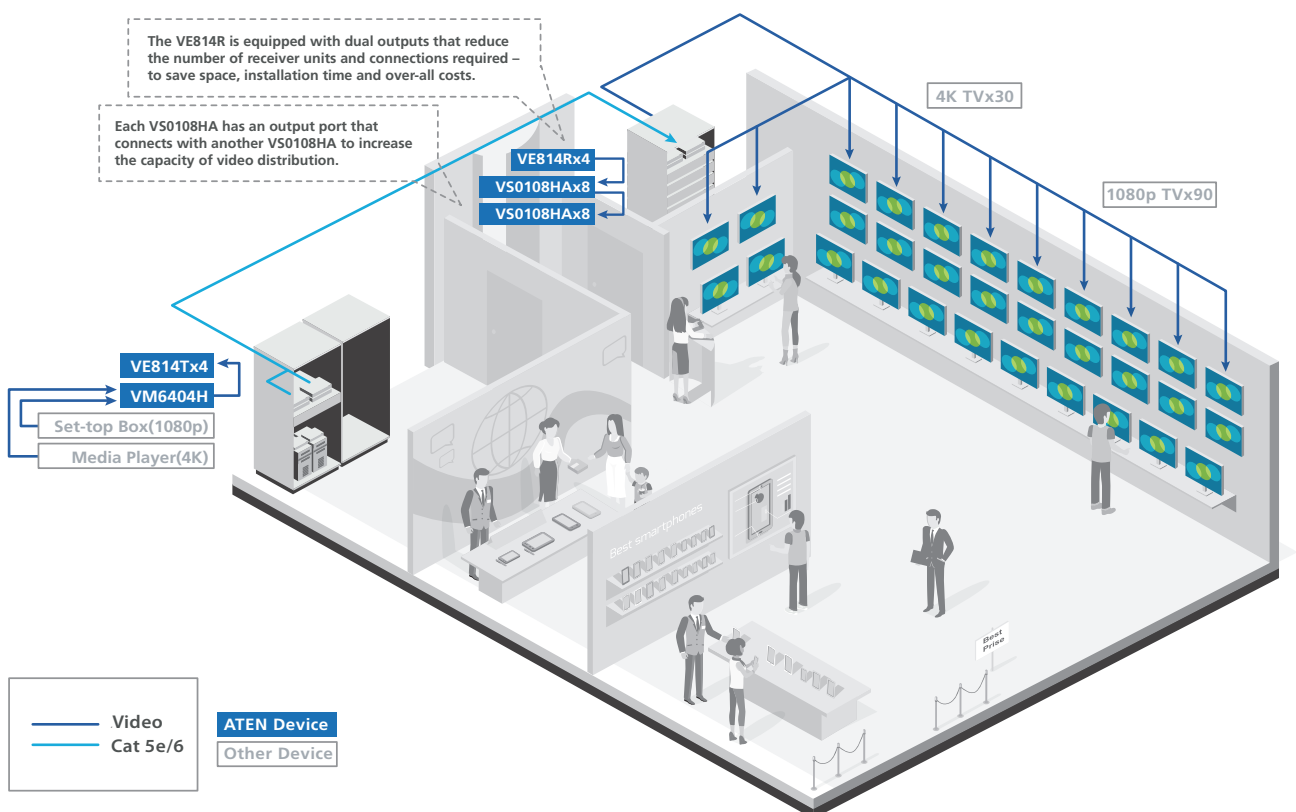 The VE814R is equipped with dual outputs that reduce
the number of receiver units and connections required –
to save space, installation time and over-all costs.
Each VS0108HA has an output port that
connects with another VS0108HA to increase
the capacity of video distribution.
4K TVx30
1080p TVx90
VE814Rx4
VS0108HAx8
VS0108HAx8
VE814Tx4
VM6404H
Set-top Box(1080p)
Media Player(4K)
Best smartphones
Best
Prise
Video
Cat 5e/6
ATEN Device
Other Device